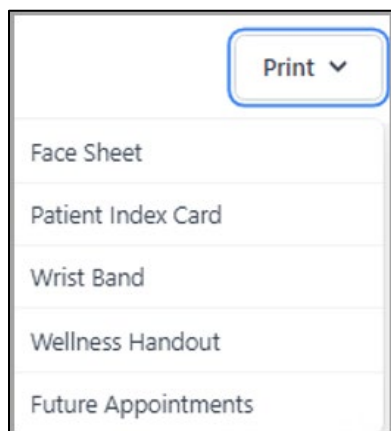 Print
Face Sheet
Patient Index Card
Wrist Band
Wellness Handout
Future Appointments